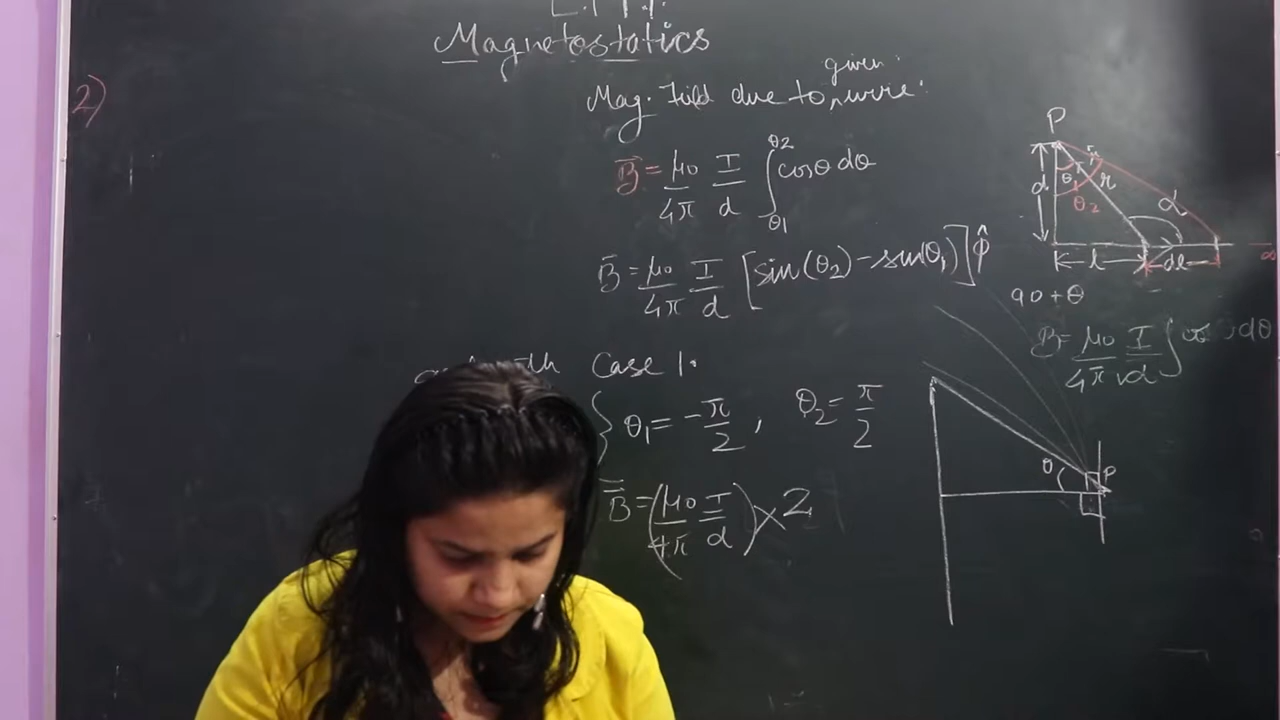 Magnetostatics
2)
given
Mag. field due to wire:
B = μ0/4π I/d ∫θ1^θ2 cosθ dθ
B = μ0/4π I/d [sin(θ2) - sin(θ1)] φ̂
Case 1.
θ1 = -π/2, θ2 = π/2
B = (μ0/4π I/d) × 2
P
d
θ1
r
θ2
α
l
dl
∞
90+θ
B = μ0/4π I/d ∫ cosθ dθ
θ
P